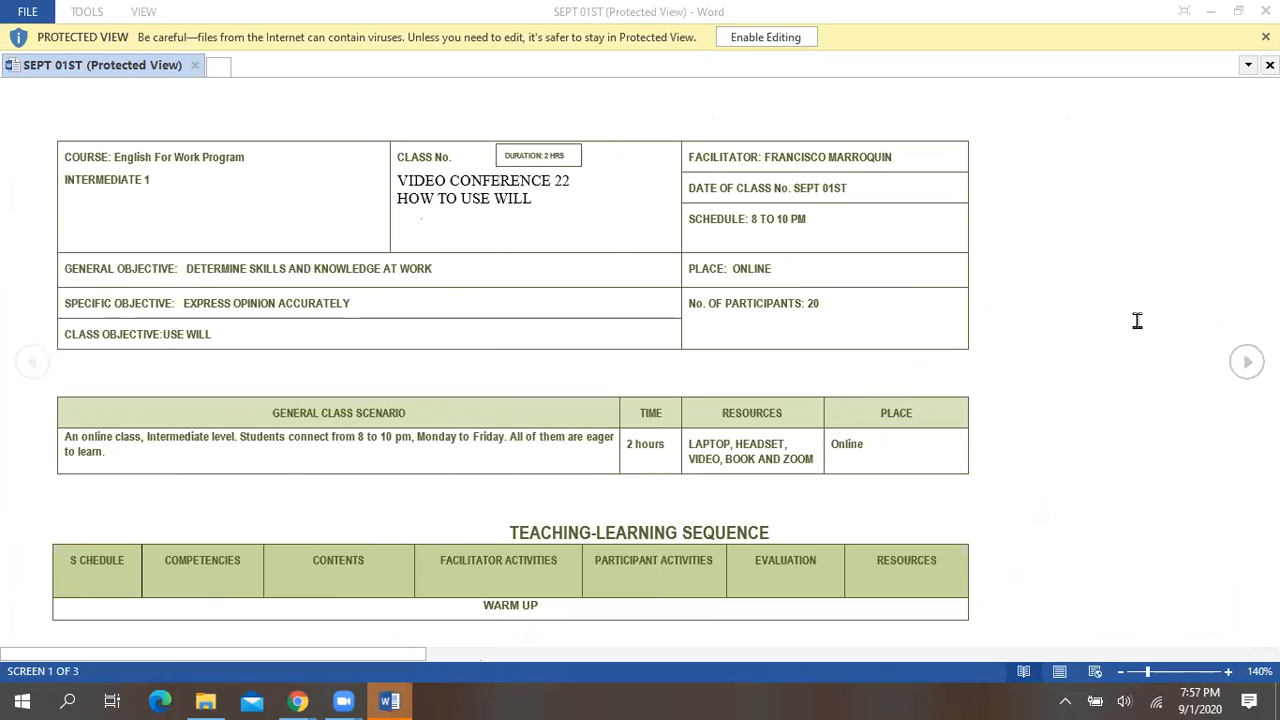 FILE TOOLS VIEW SEPT 01ST (Protected View) - Word
PROTECTED VIEW Be careful—files from the Internet can contain viruses. Unless you need to edit, it's safer to stay in Protected View. Enable Editing
SEPT 01ST (Protected View)
COURSE: English For Work Program
INTERMEDIATE 1
CLASS No.
DURATION: 2 HRS
VIDEO CONFERENCE 22
HOW TO USE WILL
FACILITATOR: FRANCISCO MARROQUIN
DATE OF CLASS No. SEPT 01ST
SCHEDULE: 8 TO 10 PM
GENERAL OBJECTIVE: DETERMINE SKILLS AND KNOWLEDGE AT WORK
PLACE: ONLINE
SPECIFIC OBJECTIVE: EXPRESS OPINION ACCURATELY
No. OF PARTICIPANTS: 20
CLASS OBJECTIVE:USE WILL
GENERAL CLASS SCENARIO TIME RESOURCES PLACE
An online class, Intermediate level. Students connect from 8 to 10 pm, Monday to Friday. All of them are eager
to learn.
2 hours
LAPTOP, HEADSET,
VIDEO, BOOK AND ZOOM
Online
TEACHING-LEARNING SEQUENCE
S CHEDULE COMPETENCIES CONTENTS FACILITATOR ACTIVITIES PARTICIPANT ACTIVITIES EVALUATION RESOURCES
WARM UP
SCREEN 1 OF 3 140%
7:57 PM
9/1/2020